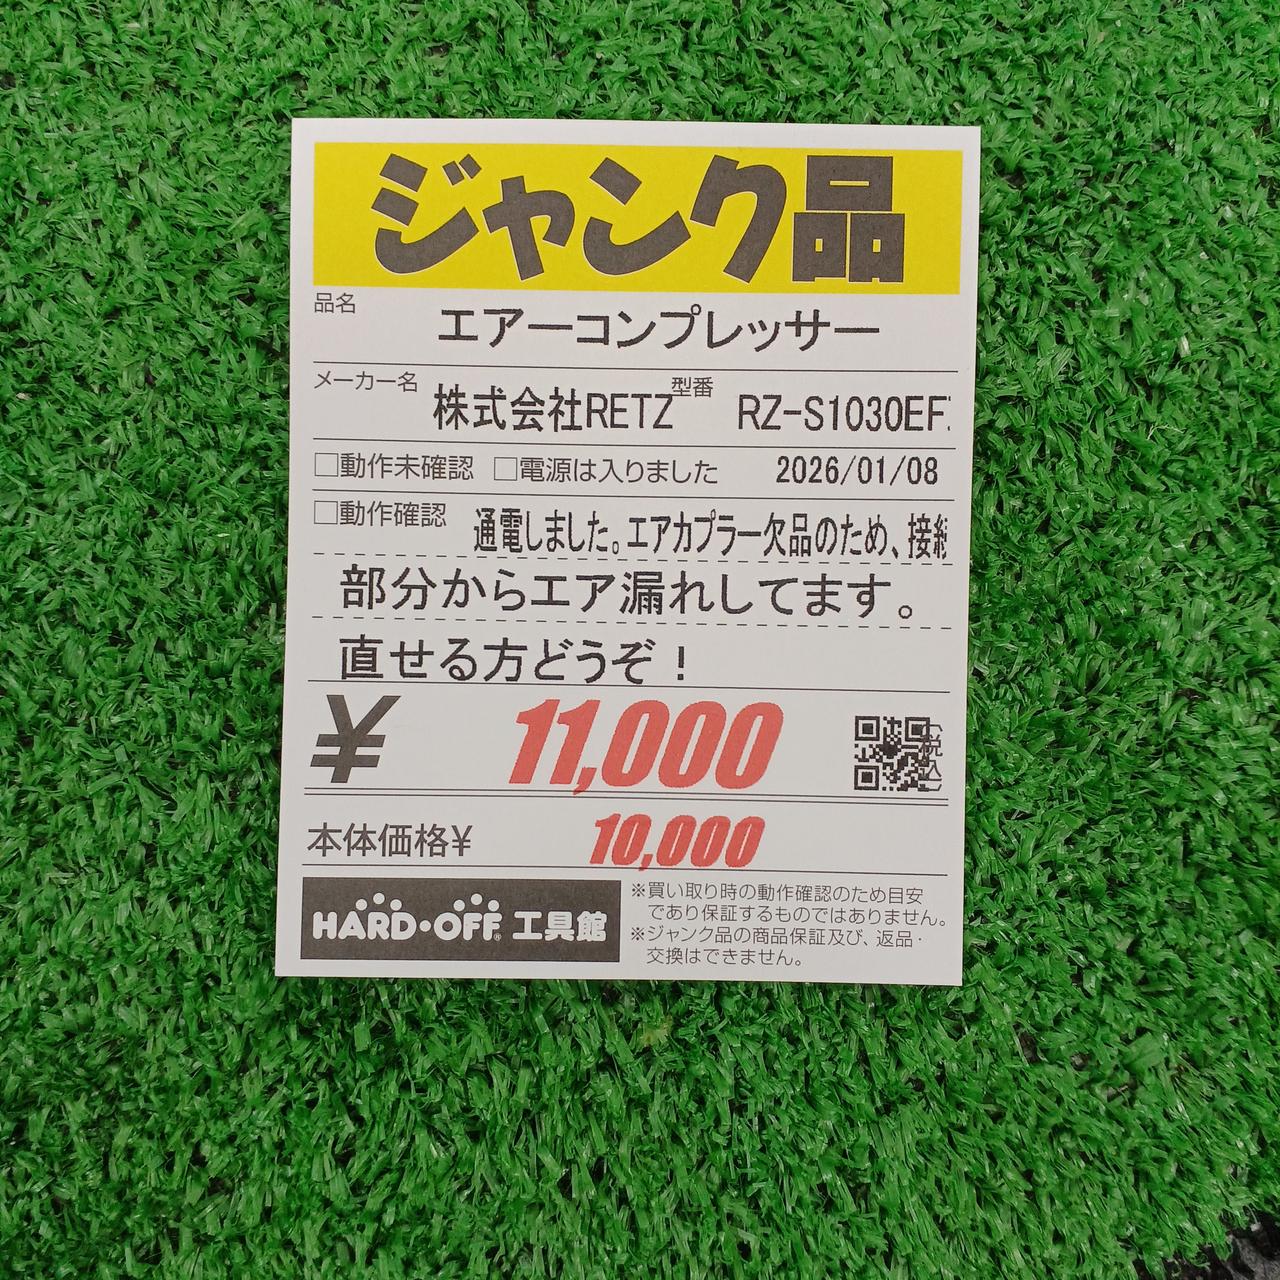 ジャンク品
品名
エアーコンプレッサー
メーカー名 株式会社RETZ 型番 RZ-S1030EF
□動作未確認 □電源は入りました 2026/01/08
□動作確認 通電しました。エアカプラー欠品のため、接続
部分からエア漏れしてます。
直せる方どうぞ！
¥ 11,000 (税込)
本体価格¥ 10,000
HARD・OFF® 工具館
※買い取り時の動作確認のため目安
であり保証するものではありません。
※ジャンク品の商品保証及び、返品・
交換はできません。